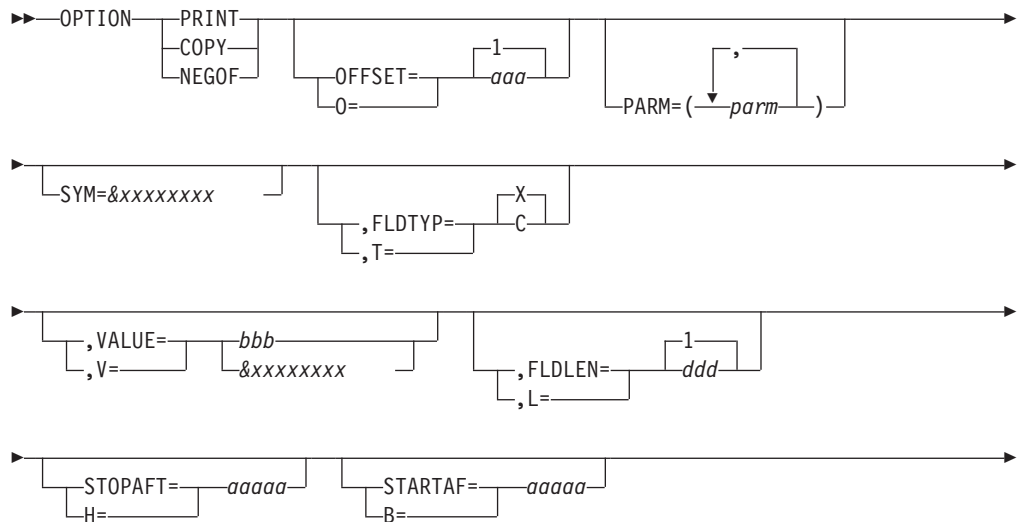 OPTION PRINT
COPY
NEGOF
OFFSET= 1
aaa
O=
,
PARM=( parm )
SYM=&xxxxxxxx
,FLDTYP= X
C
,T=
,VALUE= bbb
,V= &xxxxxxxx
,FLDLEN= 1
ddd
,L=
STOPAFT= aaaaa
H=
STARTAF= aaaaa
B=